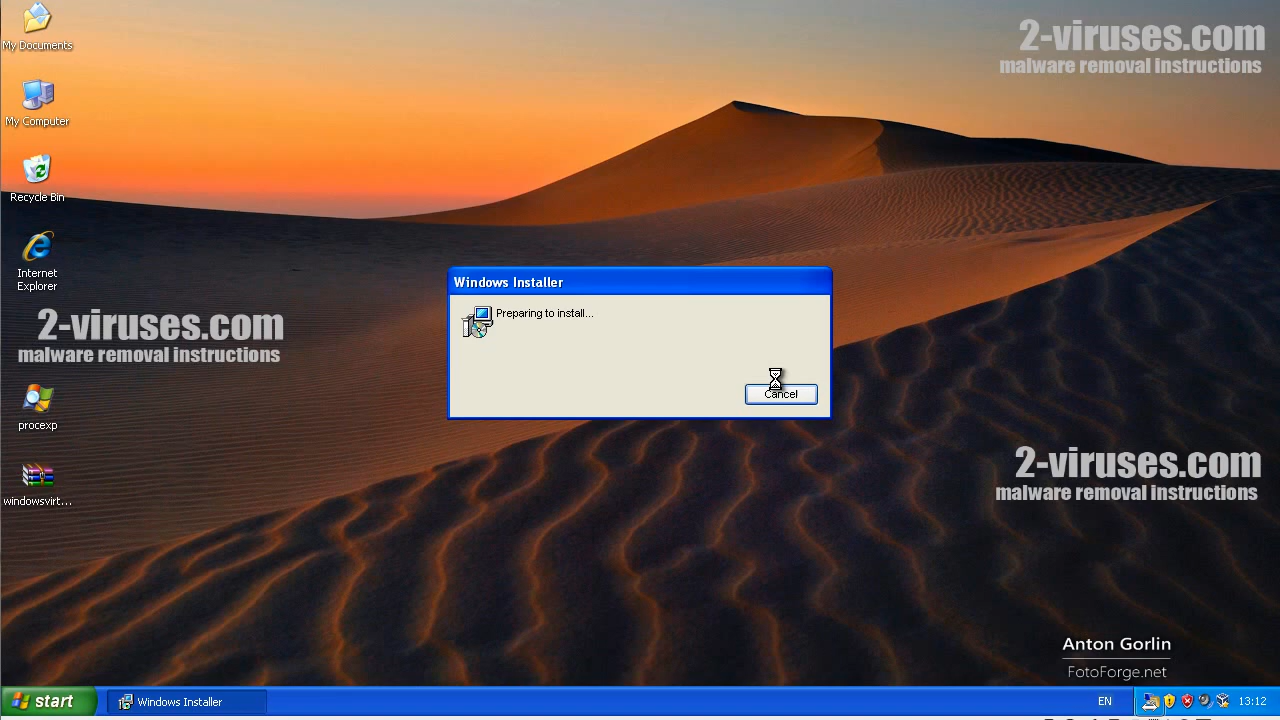 My Documents
2-viruses.com
malware removal instructions
My Computer
Recycle Bin
Internet
Explorer
Windows Installer
Preparing to install...
Cancel
2-viruses.com
malware removal instructions
procexp
windowsvirt...
2-viruses.com
malware removal instructions
Anton Gorlin
FotoForge.net
start
Windows Installer
EN
13:12